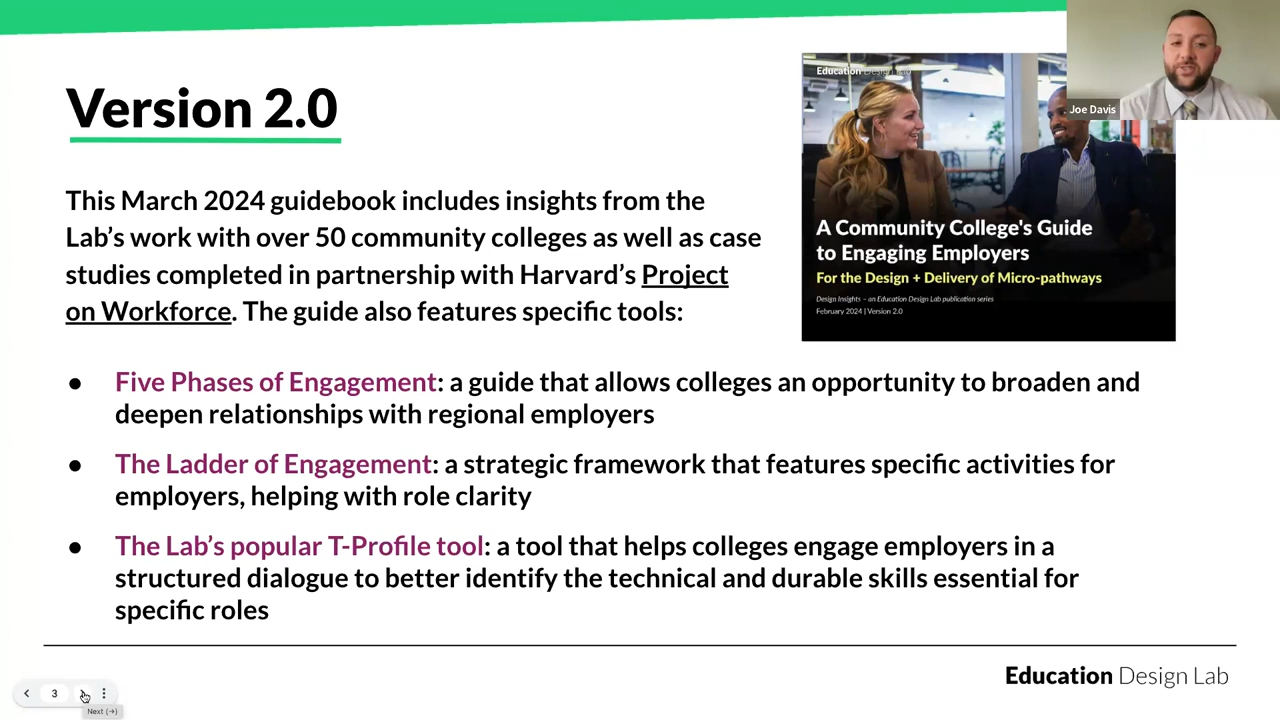 Version 2.0
This March 2024 guidebook includes insights from the
Lab’s work with over 50 community colleges as well as case
studies completed in partnership with Harvard’s Project
on Workforce. The guide also features specific tools:
Education Design Lab
A Community College's Guide
to Engaging Employers
For the Design + Delivery of Micro-pathways
Design Insights – an Education Design Lab publication series
February 2024 | Version 2.0
Joe Davis
● Five Phases of Engagement: a guide that allows colleges an opportunity to broaden and
deepen relationships with regional employers
● The Ladder of Engagement: a strategic framework that features specific activities for
employers, helping with role clarity
● The Lab’s popular T-Profile tool: a tool that helps colleges engage employers in a
structured dialogue to better identify the technical and durable skills essential for
specific roles
Education Design Lab
3
Next (→)